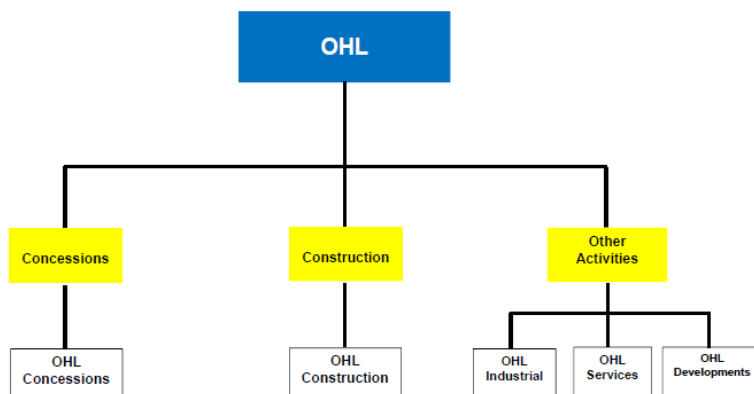 OHL
Concessions
Construction
Other
Activities
OHL
Concessions
OHL
Construction
OHL
Industrial
OHL
Services
OHL
Developments